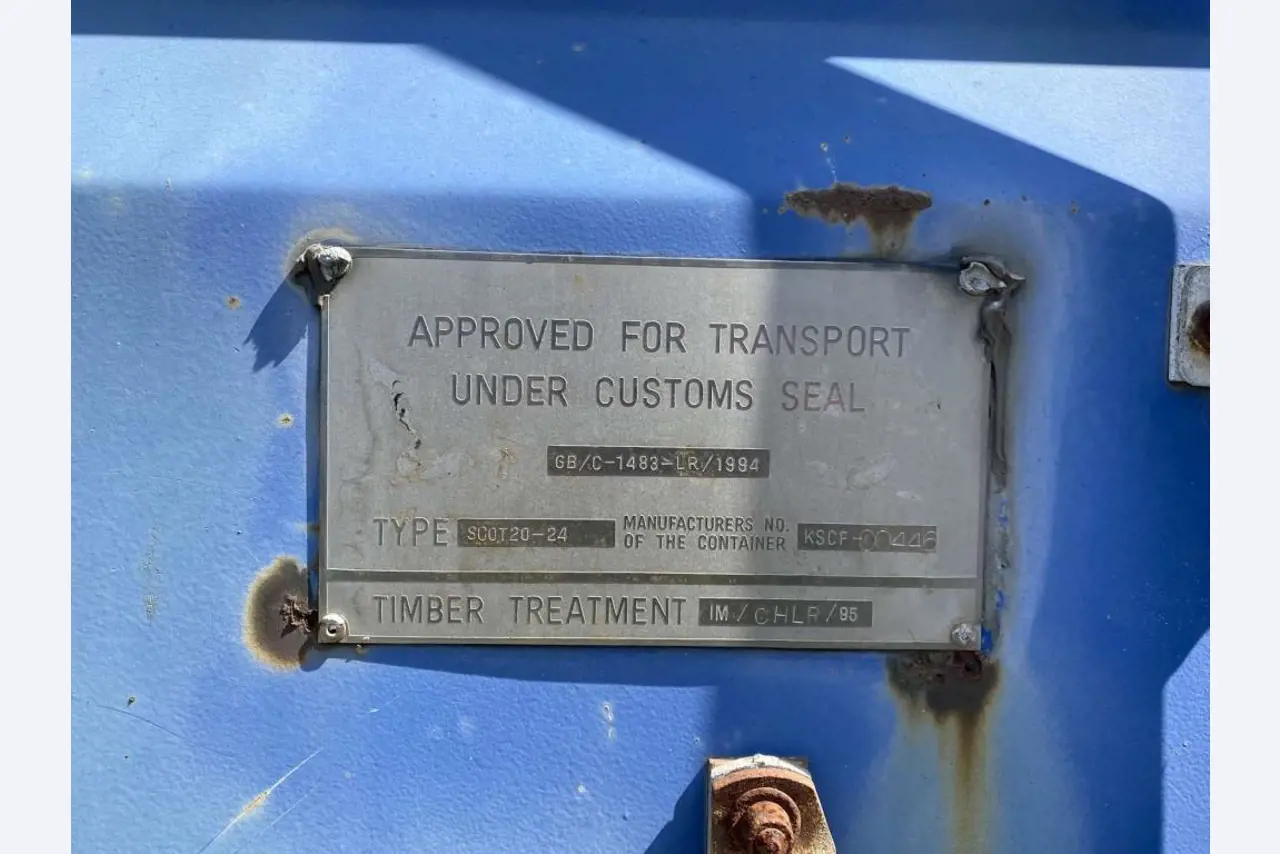 APPROVED FOR TRANSPORT
UNDER CUSTOMS SEAL
GB/C-1483-LR/1994
TYPE SCOT20-24 MANUFACTURERS NO. OF THE CONTAINER KSCF-00446
TIMBER TREATMENT IM/CHLR/95